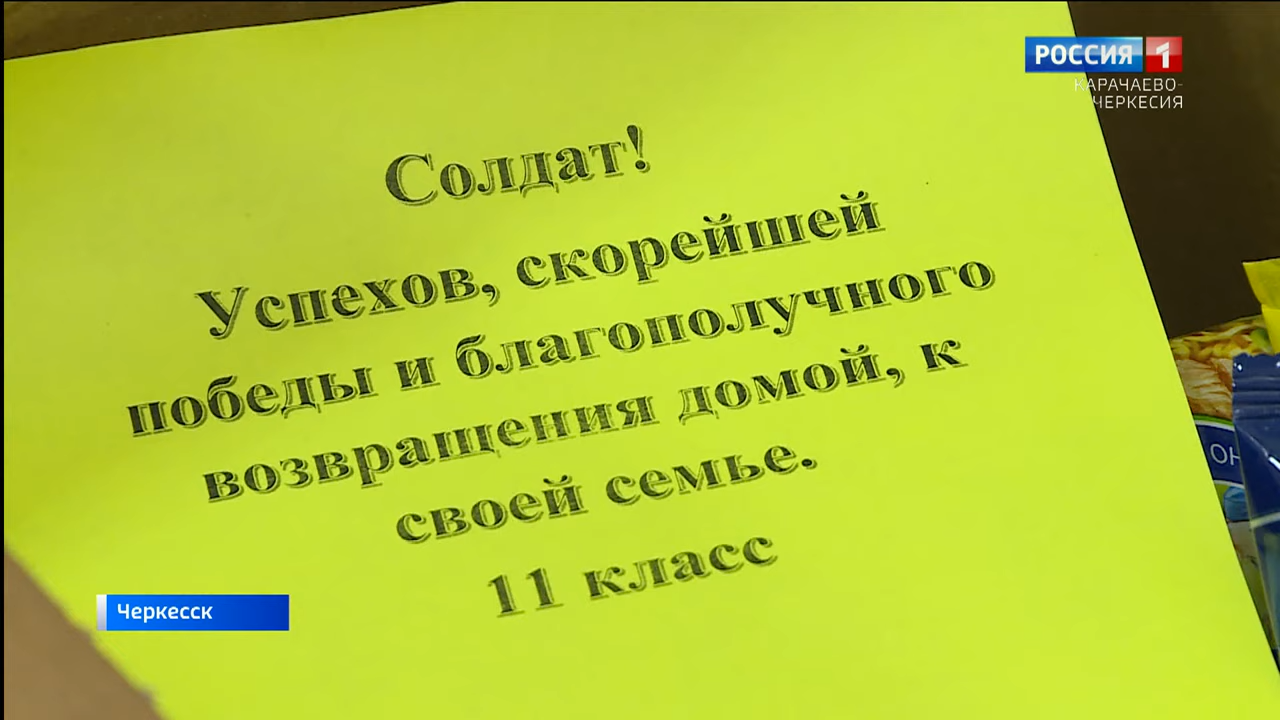 РОССИЯ 1
КАРАЧАЕВО-
ЧЕРКЕСИЯ
Солдат!
Успехов, скорейшей
победы и благополучного
возвращения домой, к
своей семье.
11 класс
Черкесск